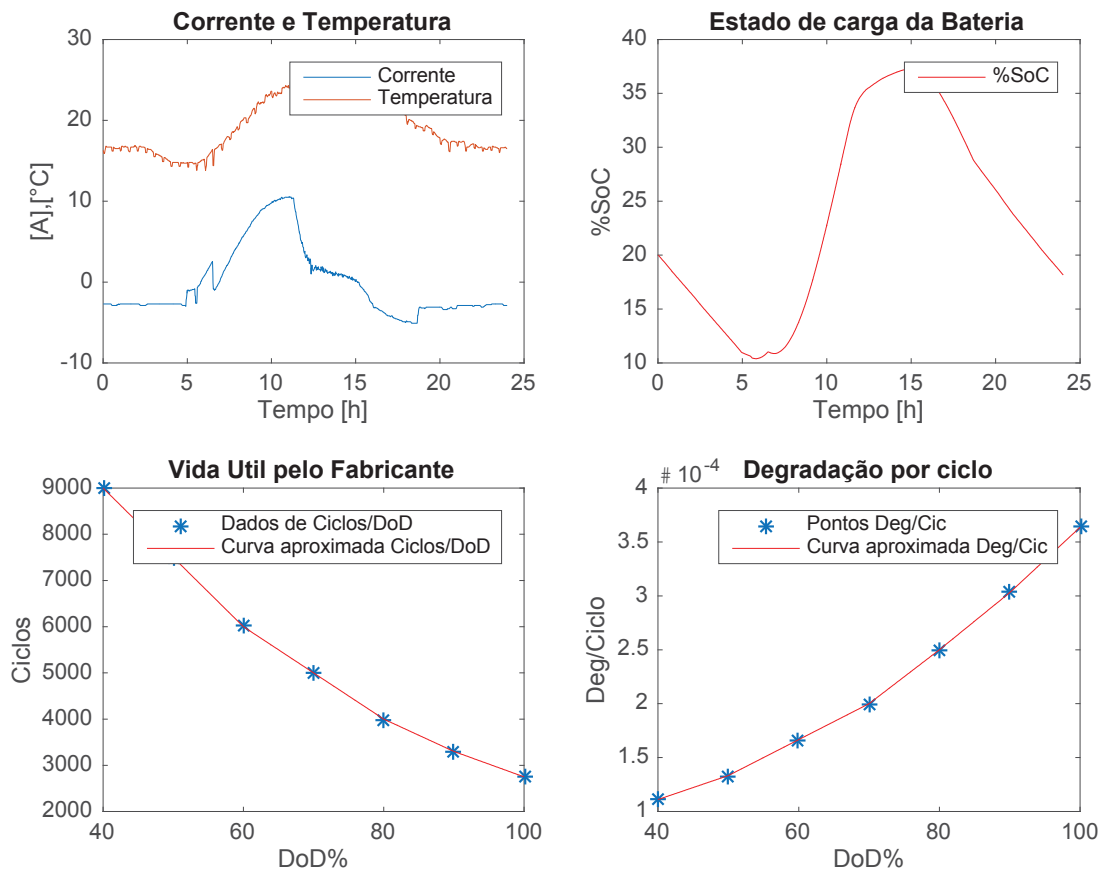 Corrente e Temperatura
30
20
10
0
-10
[A],[°C]
Corrente
Temperatura
0 5 10 15 20 25
Tempo [h]
Estado de carga da Bateria
40
35
30
25
20
15
10
%SoC
%SoC
0 5 10 15 20 25
Tempo [h]
Vida Util pelo Fabricante
9000
8000
7000
6000
5000
4000
3000
2000
Ciclos
Dados de Ciclos/DoD
Curva aproximada Ciclos/DoD
40 60 80 100
DoD%
# 10-4 Degradação por ciclo
4
3.5
3
2.5
2
1.5
1
Deg/Ciclo
Pontos Deg/Cic
Curva aproximada Deg/Cic
40 60 80 100
DoD%